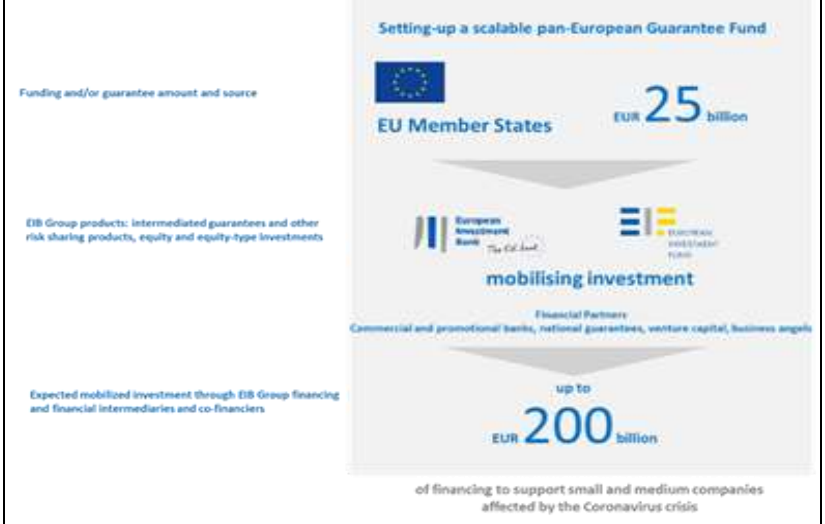 Setting-up a scalable pan-European Guarantee Fund
Funding and/or guarantee amount and source
EU Member States
EUR 25 billion
EIB Group products: intermediated guarantees and other
risk sharing products, equity and equity-type investments
European
Investment
Bank
The EU bank
EIF
EUROPEAN
INVESTMENT
FUND
mobilising investment
Financial Partners
Commercial and promotional banks, national guarantees, venture capital, business angels
Expected mobilized investment through EIB Group financing
and financial intermediaries and co-financiers
up to
EUR 200 billion
of financing to support small and medium companies
affected by the Coronavirus crisis